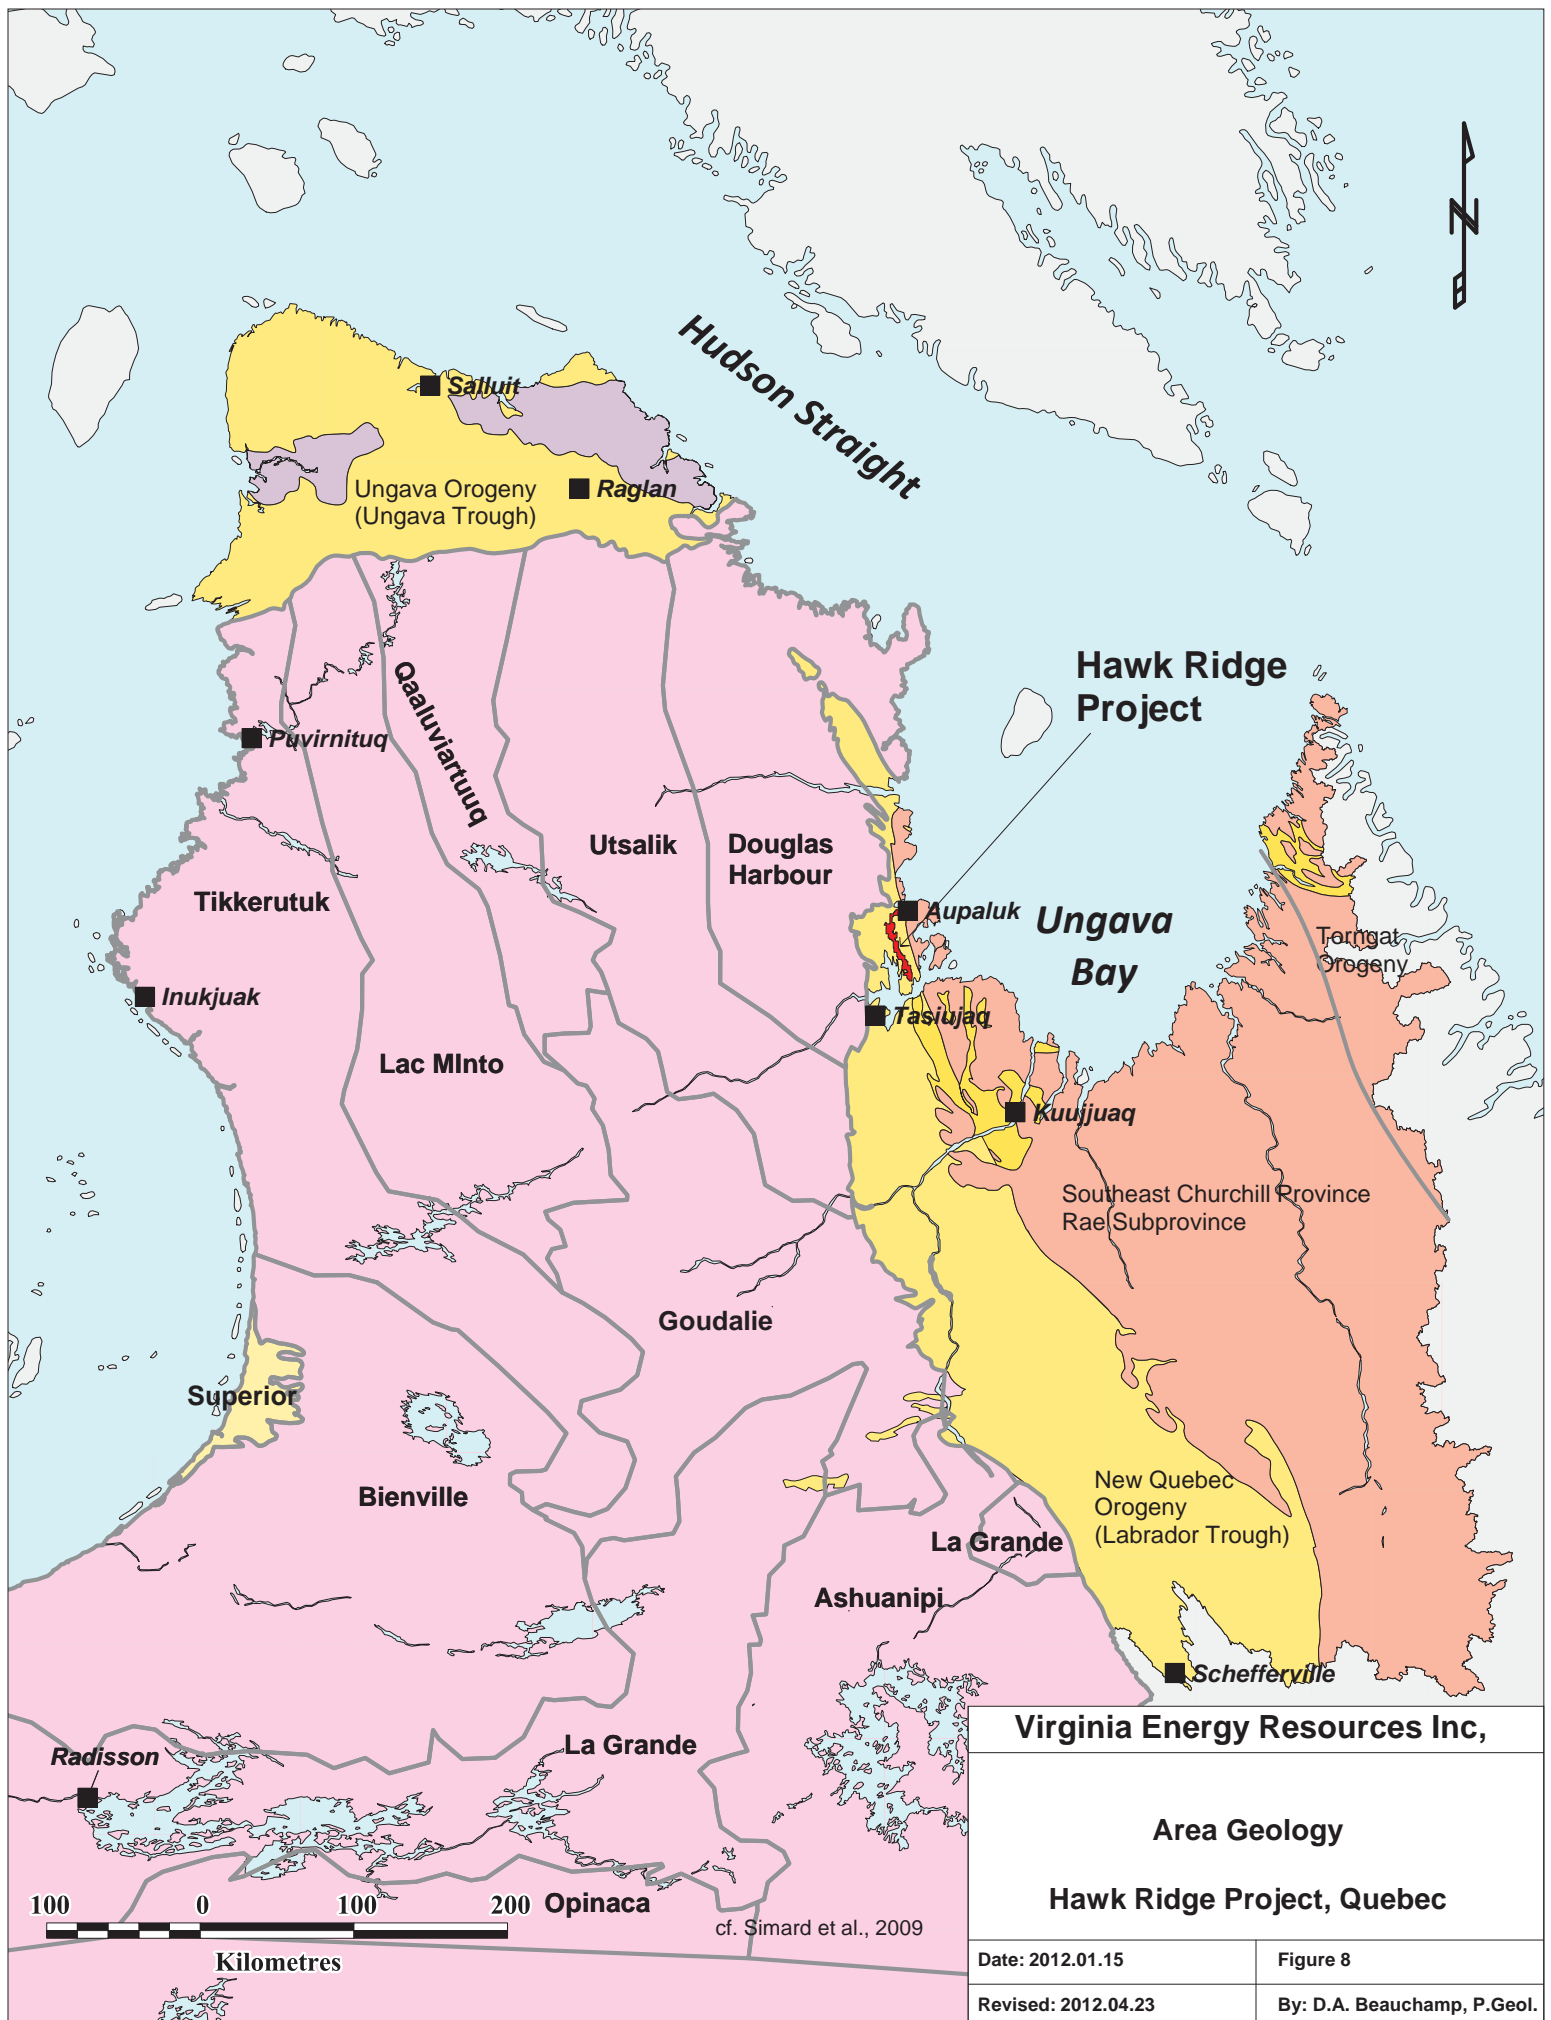 Hudson Straight
Salluit
Raglan
Ungava Orogeny
(Ungava Trough)
Hawk Ridge
Project
Qaaluviartuuq
Puvirnituq
Utsalik
Douglas
Harbour
Tikkerutuk
Aupaluk
Ungava
Bay
Torngat
Orogeny
Inukjuak
Tasiujaq
Lac MInto
Kuujjuaq
Southeast Churchill Province
Rae Subprovince
Goudalie
Superior
Bienville
New Quebec
Orogeny
(Labrador Trough)
La Grande
Ashuanipi
Schefferville
La Grande
Radisson
Opinaca
cf. Simard et al., 2009
100 0 100 200
Kilometres
Virginia Energy Resources Inc,
Area Geology
Hawk Ridge Project, Quebec
Date: 2012.01.15
Figure 8
Revised: 2012.04.23
By: D.A. Beauchamp, P.Geol.
N